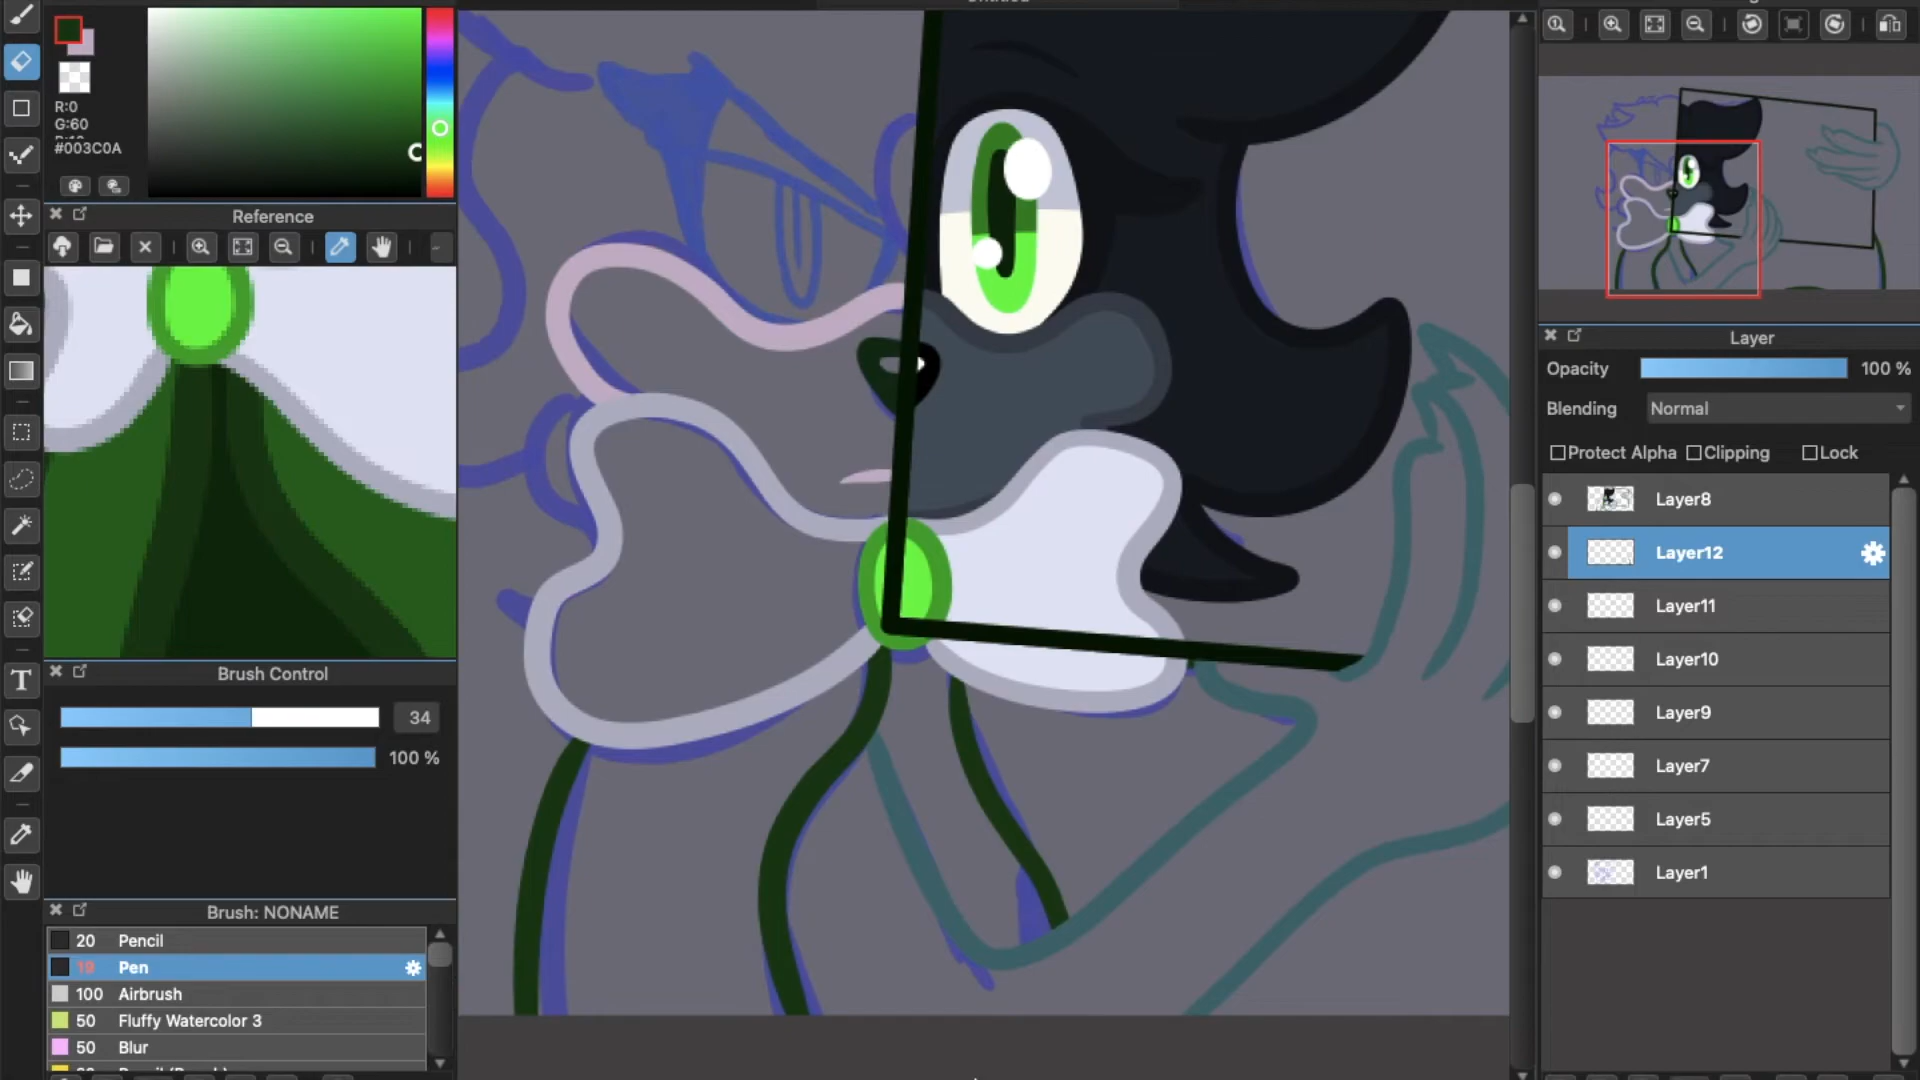 R:0
G:60
#003C0A
Reference
Brush Control
34
100 %
Brush: NONAME
20 Pencil
19 Pen
100 Airbrush
50 Fluffy Watercolor 3
50 Blur
Layer
Opacity 100 %
Blending Normal
Protect Alpha Clipping Lock
Layer8
Layer12
Layer11
Layer10
Layer9
Layer7
Layer5
Layer1